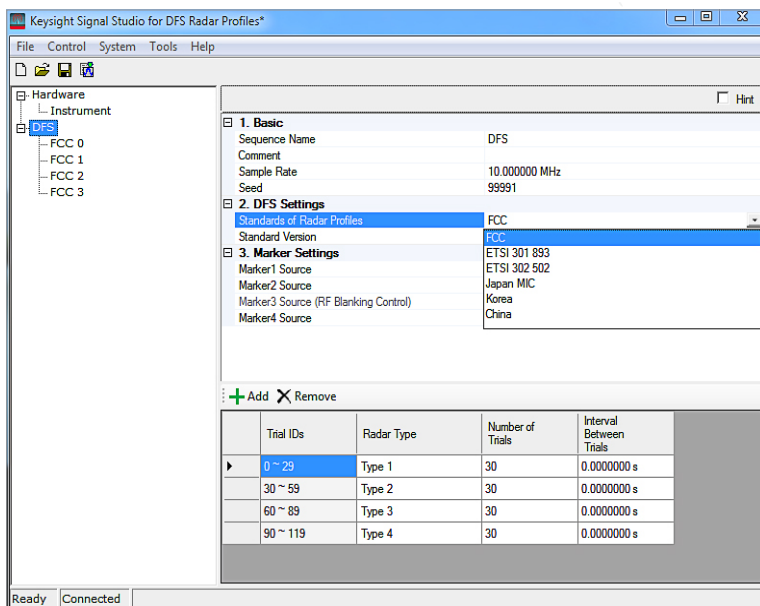 Keysight Signal Studio for DFS Radar Profiles*
File Control System Tools Help
Hardware
Instrument
DFS
FCC 0
FCC 1
FCC 2
FCC 3
Hint
1. Basic
Sequence Name DFS
Comment
Sample Rate 10.000000 MHz
Seed 99991
2. DFS Settings
Standards of Radar Profiles FCC
Standard Version
FCC
ETSI 301 893
ETSI 302 502
Japan MIC
Korea
China
3. Marker Settings
Marker1 Source
Marker2 Source
Marker3 Source (RF Blanking Control)
Marker4 Source
Add Remove
Trial IDs Radar Type Number of Trials Interval Between Trials
0 ~ 29 Type 1 30 0.0000000 s
30 ~ 59 Type 2 30 0.0000000 s
60 ~ 89 Type 3 30 0.0000000 s
90 ~ 119 Type 4 30 0.0000000 s
Ready Connected